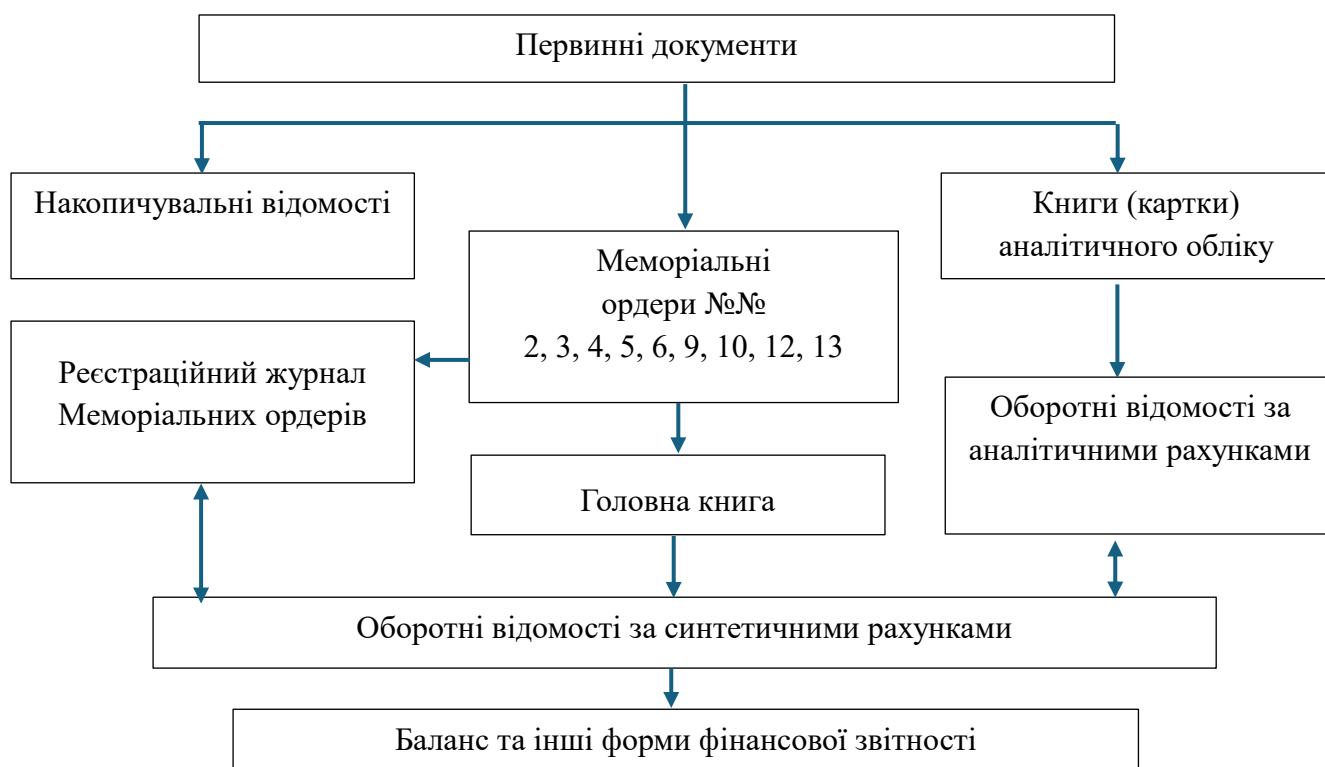 Первинні документи
Накопичувальні відомості
Книги (картки)
аналітичного обліку
Меморіальні
ордери №№
2, 3, 4, 5, 6, 9, 10, 12, 13
Реєстраційний журнал
Меморіальних ордерів
Оборотні відомості за
аналітичними рахунками
Головна книга
Оборотні відомості за синтетичними рахунками
Баланс та інші форми фінансової звітності